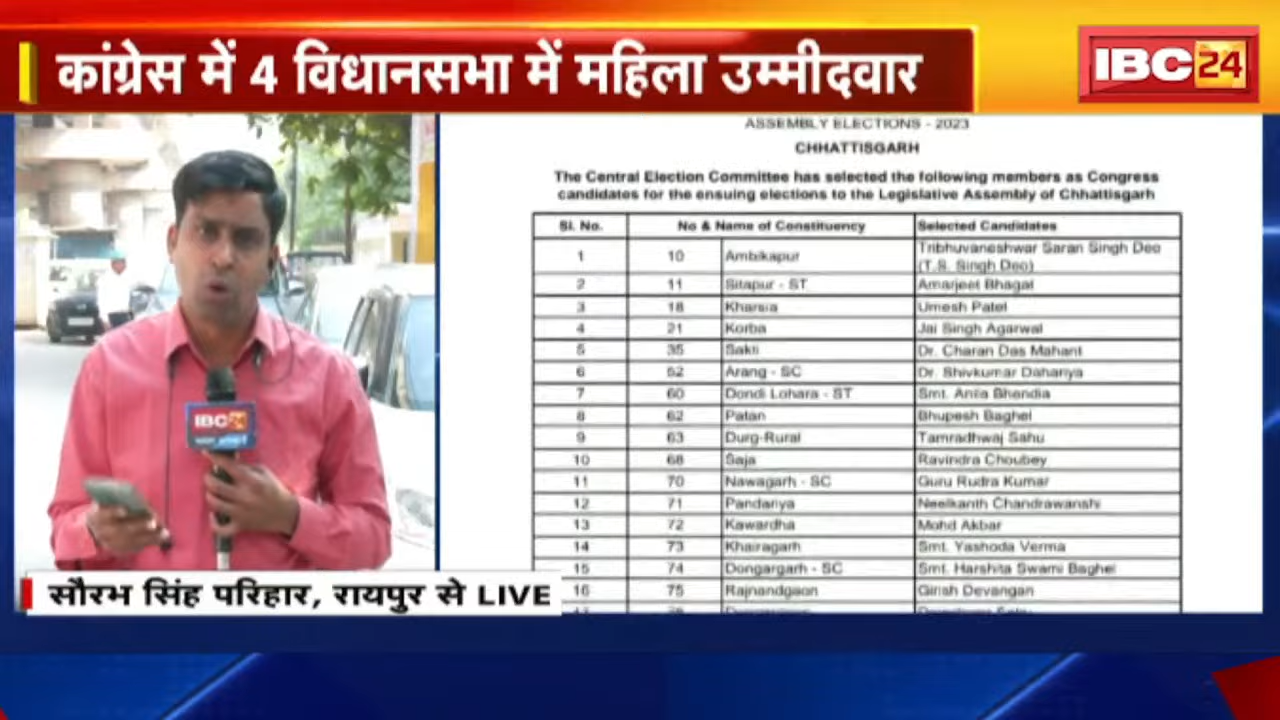 कांग्रेस में 4 विधानसभा में महिला उम्मीदवार
IBC24
ASSEMBLY ELECTIONS - 2023
CHHATTISGARH
The Central Election Committee has selected the following members as Congress
candidates for the ensuing elections to the Legislative Assembly of Chhattisgarh
Sl. No. No & Name of Constituency Selected Candidates
1 10 Ambikapur Tribhuvaneshwar Saran Singh Deo
(T.S. Singh Deo)
2 11 Sitapur - ST Amarjeet Bhagat
3 18 Kharsia Umesh Patel
4 21 Korba Jai Singh Agarwal
5 35 Sakti Dr. Charan Das Mahant
6 52 Arang - SC Dr. Shivkumar Dahariya
7 60 Dondi Lohara - ST Smt. Anila Bhendia
8 62 Patan Bhupesh Baghel
9 63 Durg-Rural Tamradhwaj Sahu
10 68 Saja Ravindra Choubey
11 70 Nawagarh - SC Guru Rudra Kumar
12 71 Pandariya Neelkanth Chandrawanshi
13 72 Kawardha Mohd Akbar
14 73 Khairagarh Smt. Yashoda Verma
15 74 Dongargarh - SC Smt. Harshita Swami Baghel
16 75 Rajnandgaon Girish Devangan
IBC24
सौरभ सिंह परिहार, रायपुर से LIVE